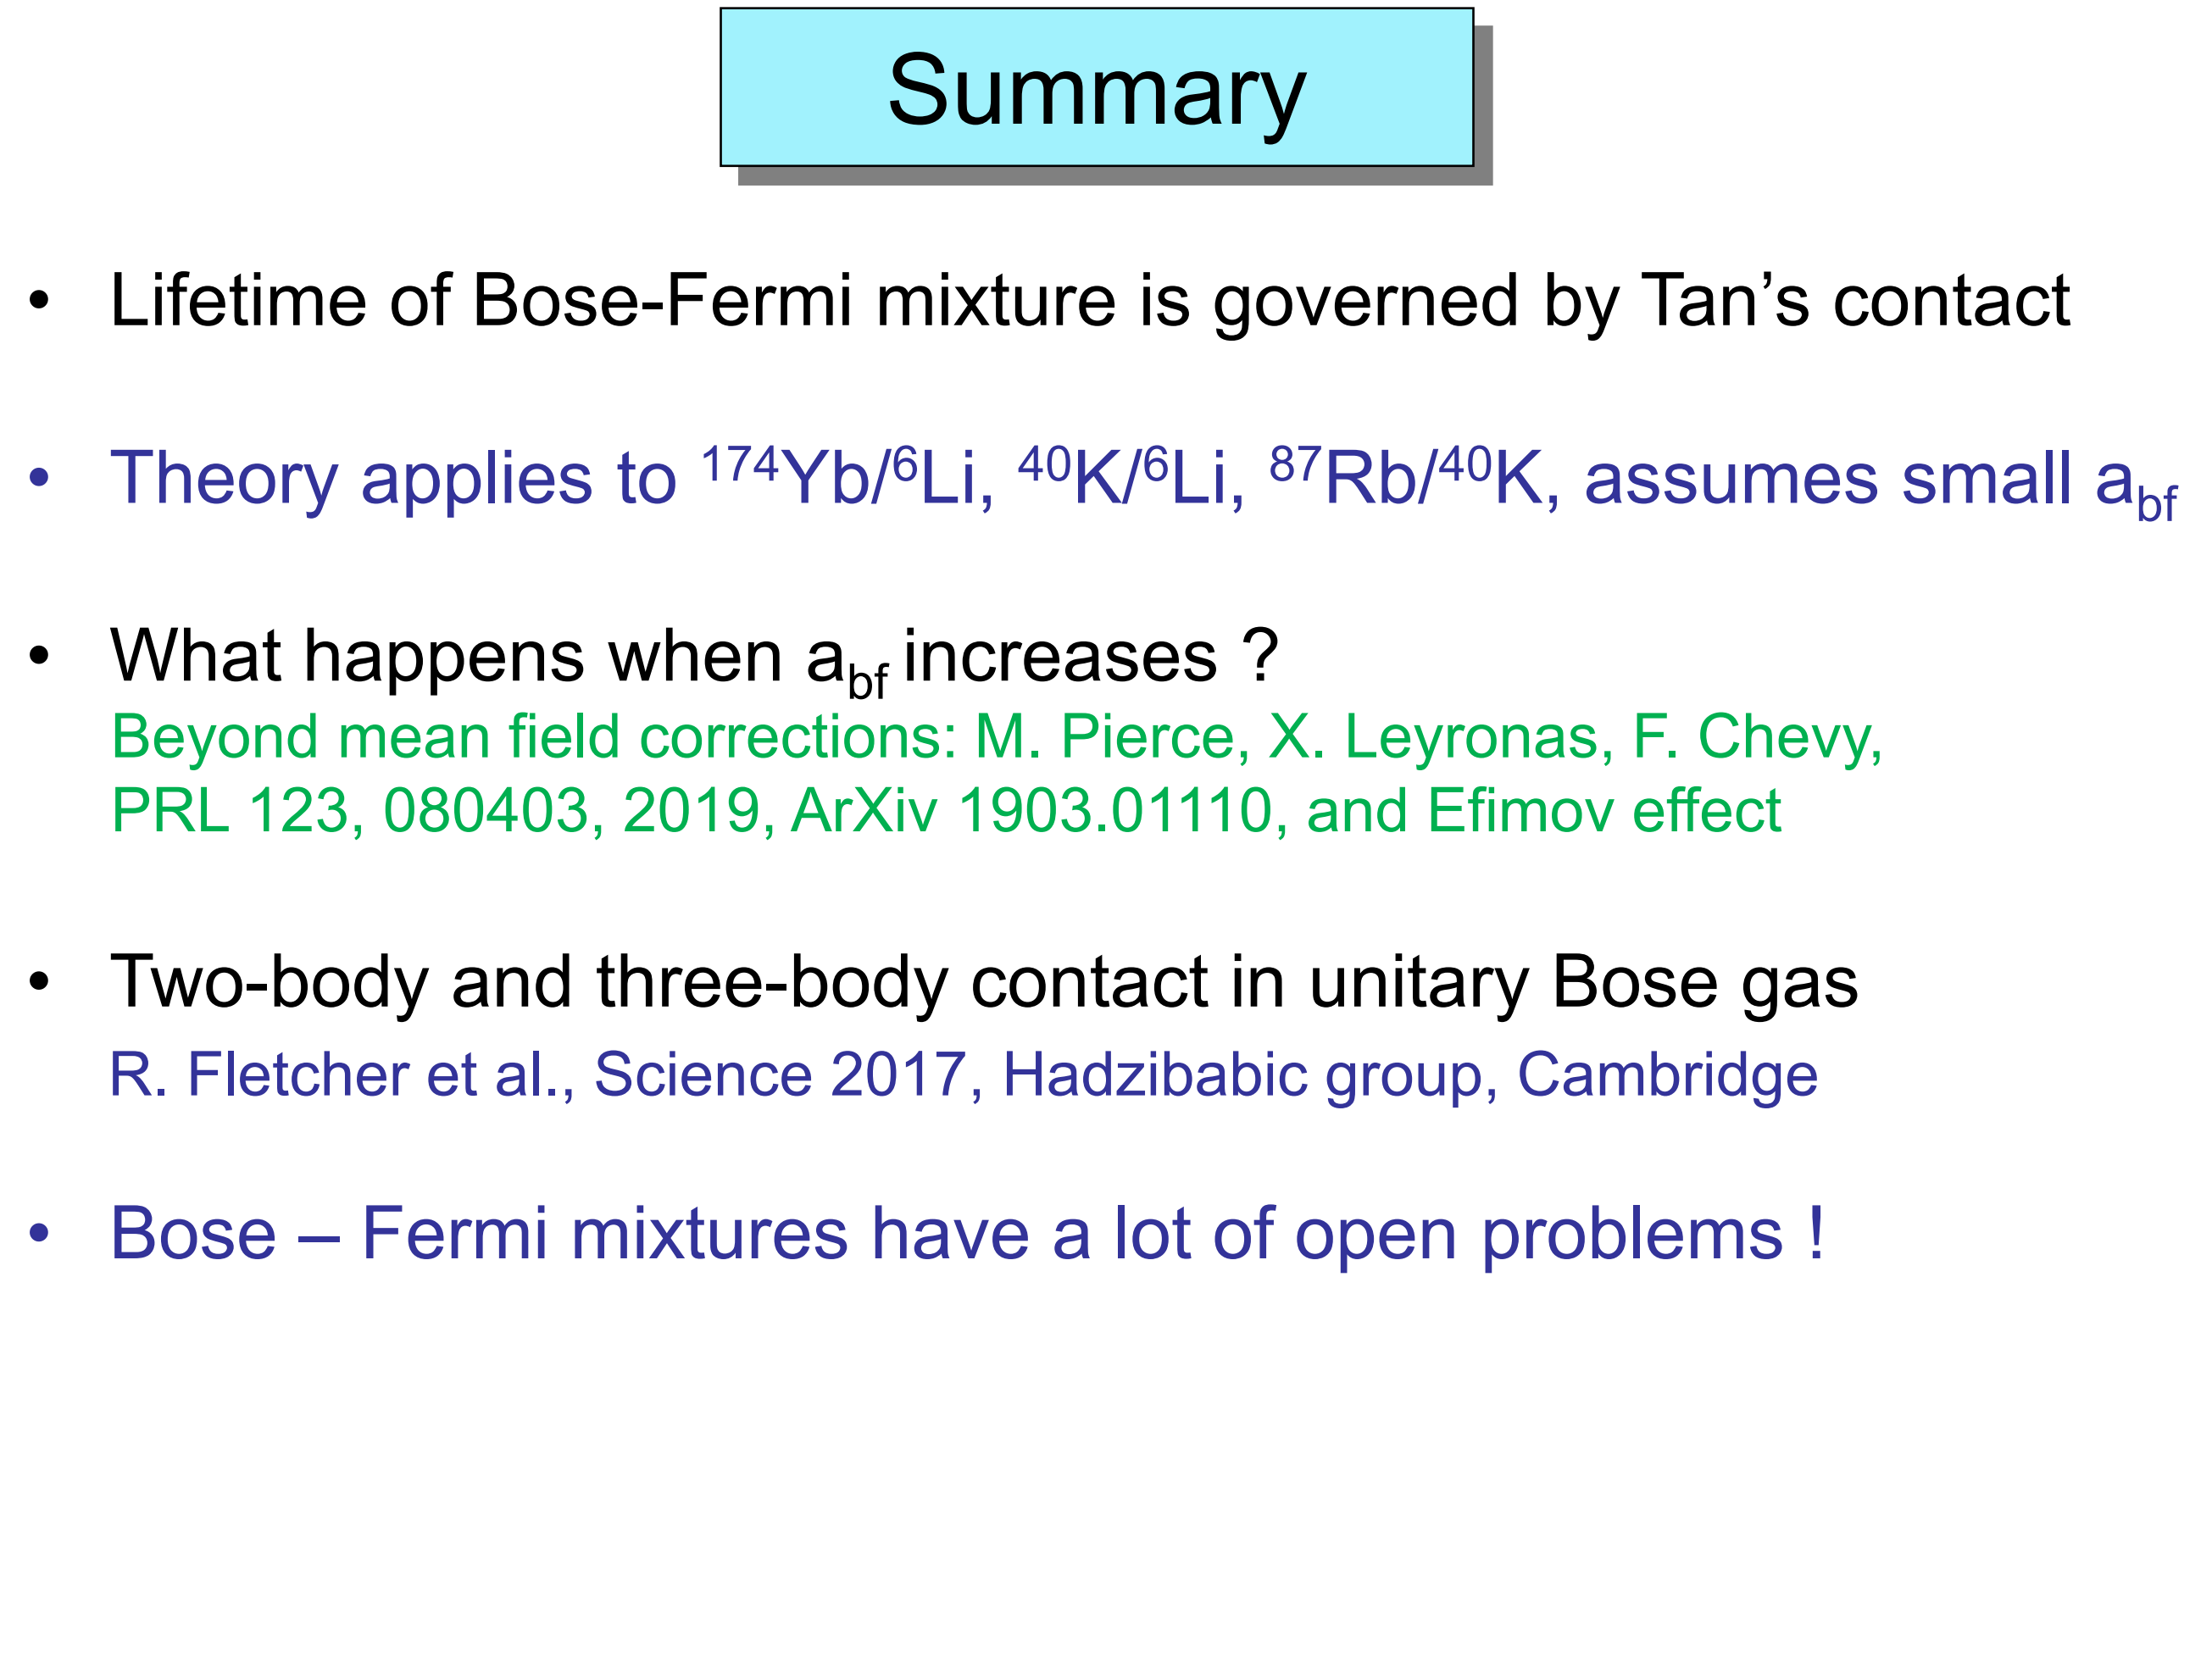 Summary
• Lifetime of Bose-Fermi mixture is governed by Tan’s contact
• Theory applies to ¹⁷⁴Yb/⁶Li, ⁴⁰K/⁶Li, ⁸⁷Rb/⁴⁰K, assumes small a_bf
• What happens when a_bf increases ?
Beyond mean field corrections: M. Pierce, X. Leyronas, F. Chevy,
PRL 123, 080403, 2019, ArXiv 1903.01110, and Efimov effect
• Two-body and three-body contact in unitary Bose gas
R. Fletcher et al., Science 2017, Hadzibabic group, Cambridge
• Bose – Fermi mixtures have a lot of open problems !